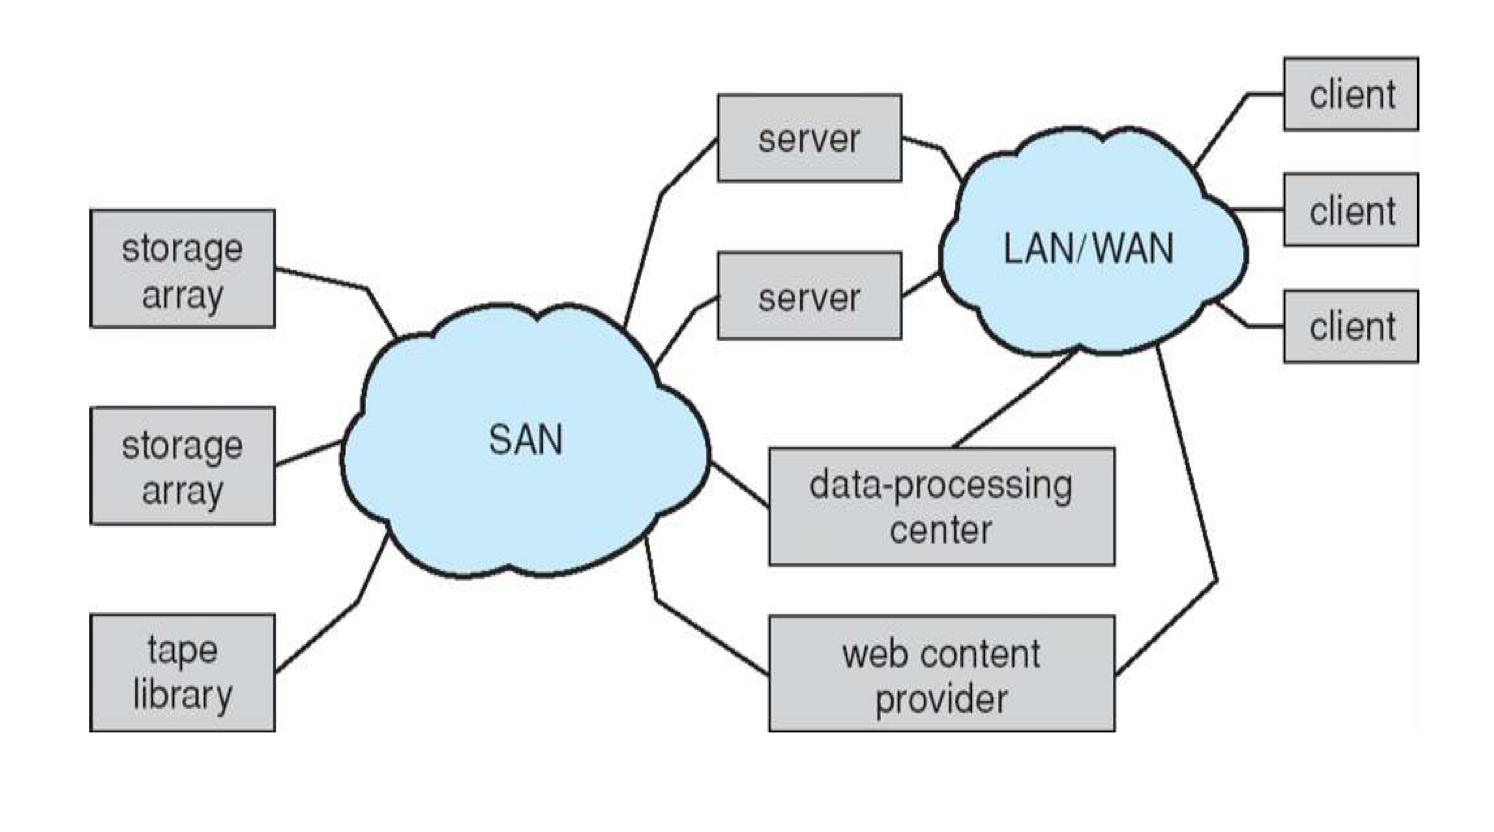 client
server
client
storage
array
LAN/WAN
server
client
storage
array
SAN
data-processing
center
tape
library
web content
provider